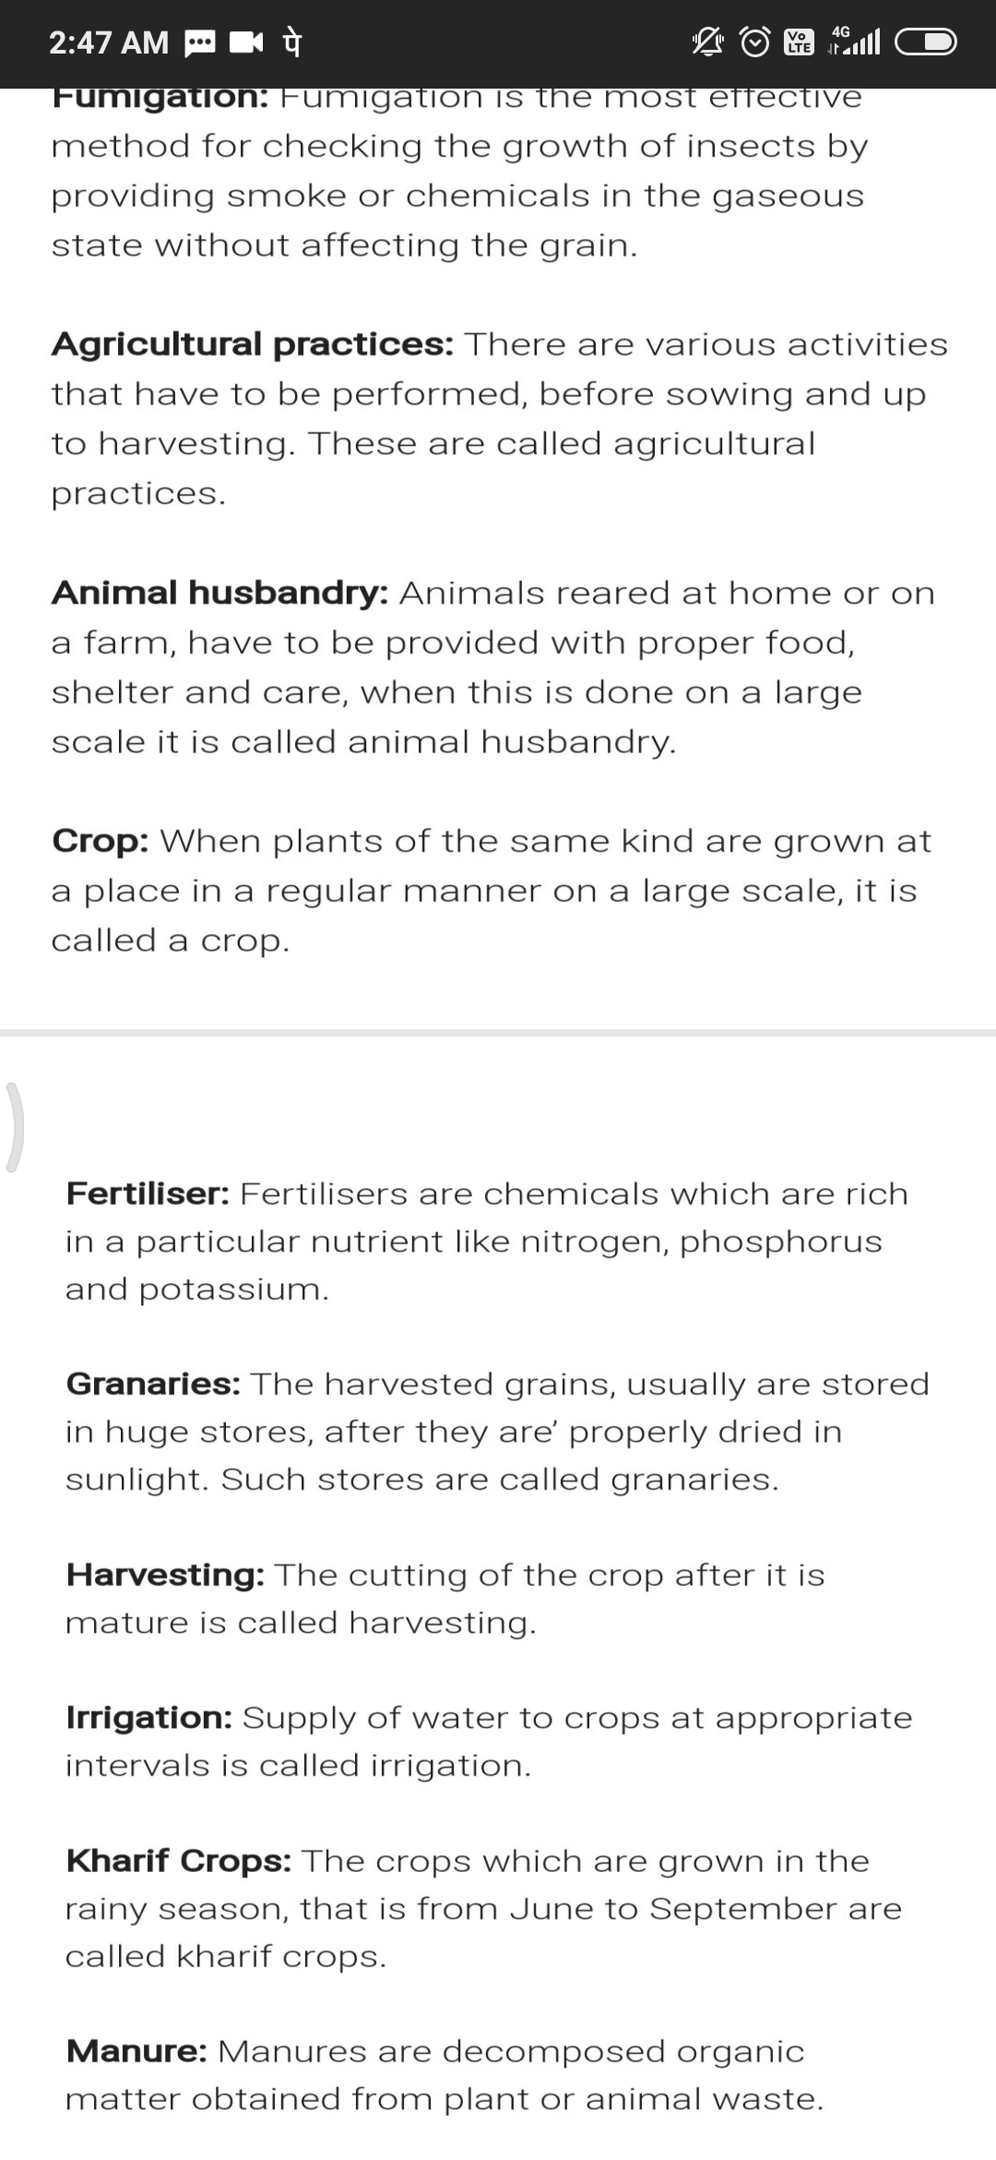 2:47 AM पे Vo LTE 4G
Fumigation: Fumigation is the most effective
method for checking the growth of insects by
providing smoke or chemicals in the gaseous
state without affecting the grain.
Agricultural practices: There are various activities
that have to be performed, before sowing and up
to harvesting. These are called agricultural
practices.
Animal husbandry: Animals reared at home or on
a farm, have to be provided with proper food,
shelter and care, when this is done on a large
scale it is called animal husbandry.
Crop: When plants of the same kind are grown at
a place in a regular manner on a large scale, it is
called a crop.
Fertiliser: Fertilisers are chemicals which are rich
in a particular nutrient like nitrogen, phosphorus
and potassium.
Granaries: The harvested grains, usually are stored
in huge stores, after they are’ properly dried in
sunlight. Such stores are called granaries.
Harvesting: The cutting of the crop after it is
mature is called harvesting.
Irrigation: Supply of water to crops at appropriate
intervals is called irrigation.
Kharif Crops: The crops which are grown in the
rainy season, that is from June to September are
called kharif crops.
Manure: Manures are decomposed organic
matter obtained from plant or animal waste.